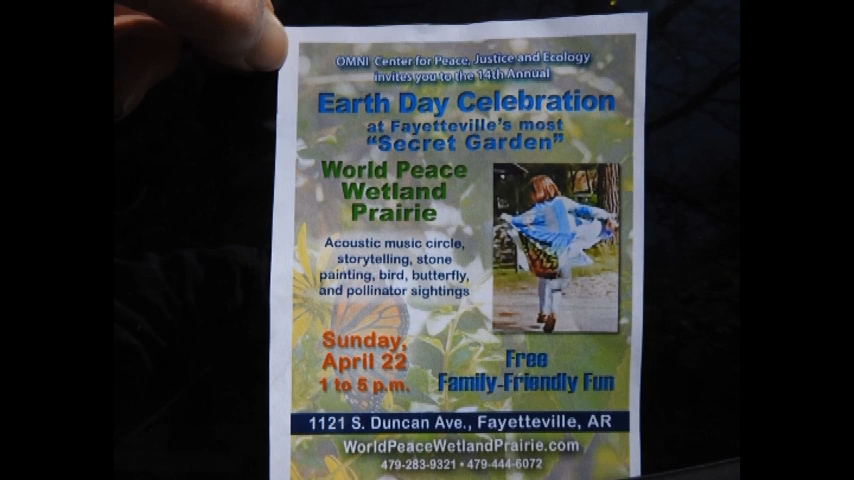 OMNI Center for Peace, Justice and Ecology
invites you to the 14th Annual
Earth Day Celebration
at Fayetteville's most
"Secret Garden"
World Peace
Wetland
Prairie
Acoustic music circle,
storytelling, stone
painting, bird, butterfly,
and pollinator sightings
Sunday,
April 22
1 to 5 p.m.
Free
Family-Friendly Fun
1121 S. Duncan Ave., Fayetteville, AR
WorldPeaceWetlandPrairie.com
479-283-9321 • 479-444-6072